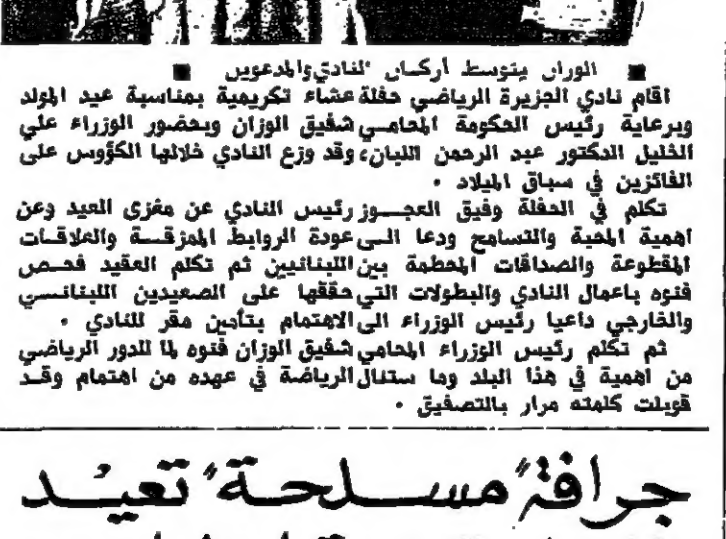 الوزان يتوسط أركان النادي والمدعوين
اقام نادي الجزيرة الرياضي حفلة عشاء تكريمية بمناسبة عيد المولد
وبرعاية رئيس الحكومة المحامي شفيق الوزان وبحضور الوزراء علي
الخليل الدكتور عبد الرحمن اللبان، وقد وزع النادي خلالها الكؤوس على
الفائزين في سباق الميلاد .
تكلم في الحفلة وفيق العجوز رئيس النادي عن مغزى العيد وعن
اهمية المحبة والتسامح ودعا الى عودة الروابط الممزقة والعلاقات
المقطوعة والصداقات المحطمة بين اللبنانيين ثم تكلم العقيد فحص
فنوه باعمال النادي والبطولات التي حققها على الصعيدين اللبناني
والخارجي داعيا رئيس الوزراء الى الاهتمام بتأمين مقر للنادي .
ثم تكلم رئيس الوزراء المحامي شفيق الوزان فنوه لما للدور الرياضي
من اهمية في هذا البلد وما ستنال الرياضة في عهده من اهتمام وقد
قوبلت كلمته مرار بالتصفيق .
جرافة مسلحة تعيد